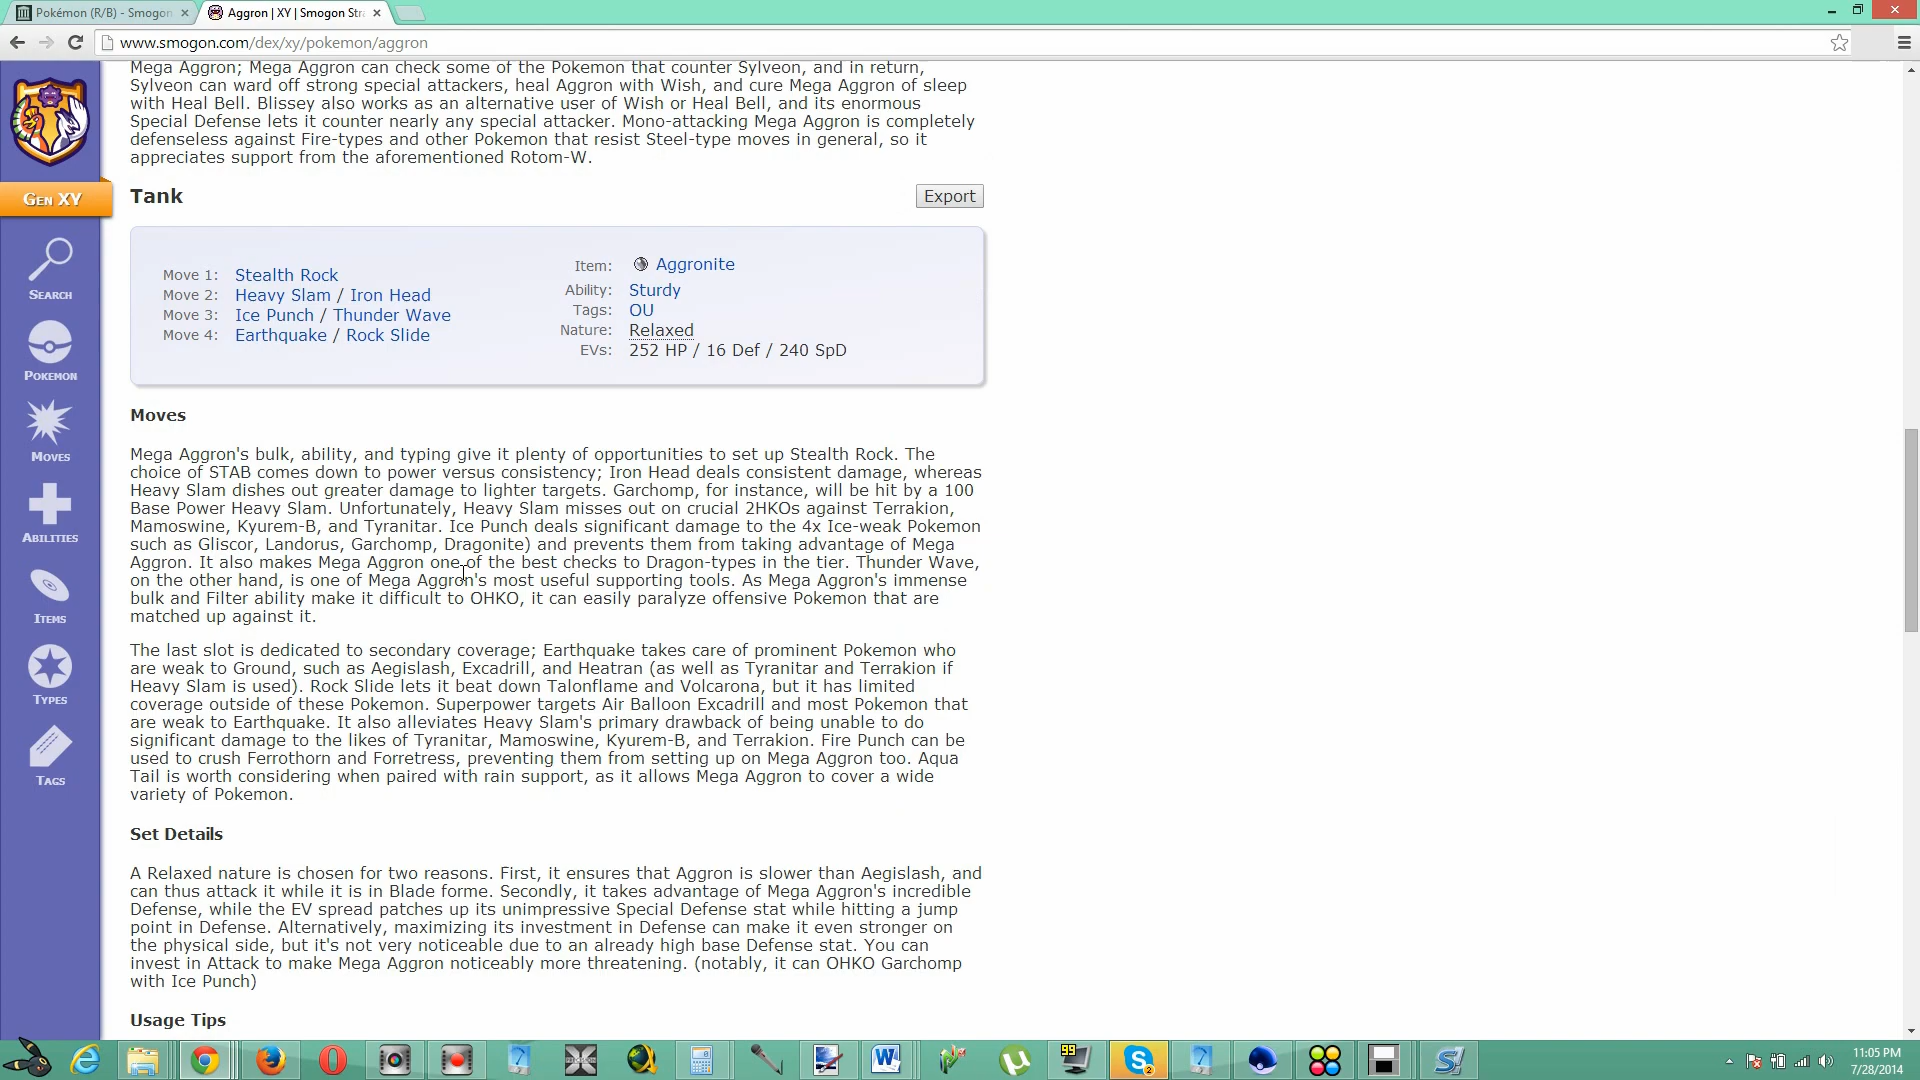 Pokémon (R/B) - Smogon
Aggron | XY | Smogon Str
www.smogon.com/dex/xy/pokemon/aggron
Mega Aggron; Mega Aggron can check some of the Pokemon that counter Sylveon, and in return,
Sylveon can ward off strong special attackers, heal Aggron with Wish, and cure Mega Aggron of sleep
with Heal Bell. Blissey also works as an alternative user of Wish or Heal Bell, and its enormous
Special Defense lets it counter nearly any special attacker. Mono-attacking Mega Aggron is completely
defenseless against Fire-types and other Pokemon that resist Steel-type moves in general, so it
appreciates support from the aforementioned Rotom-W.
Gen XY
Search
Pokemon
Moves
Abilities
Items
Types
Tags
Tank
Export
Move 1: Stealth Rock
Move 2: Heavy Slam / Iron Head
Move 3: Ice Punch / Thunder Wave
Move 4: Earthquake / Rock Slide
Item: Aggronite
Ability: Sturdy
Tags: OU
Nature: Relaxed
EVs: 252 HP / 16 Def / 240 SpD
Moves
Mega Aggron's bulk, ability, and typing give it plenty of opportunities to set up Stealth Rock. The
choice of STAB comes down to power versus consistency; Iron Head deals consistent damage, whereas
Heavy Slam dishes out greater damage to lighter targets. Garchomp, for instance, will be hit by a 100
Base Power Heavy Slam. Unfortunately, Heavy Slam misses out on crucial 2HKOs against Terrakion,
Mamoswine, Kyurem-B, and Tyranitar. Ice Punch deals significant damage to the 4x Ice-weak Pokemon
such as Gliscor, Landorus, Garchomp, Dragonite) and prevents them from taking advantage of Mega
Aggron. It also makes Mega Aggron one of the best checks to Dragon-types in the tier. Thunder Wave,
on the other hand, is one of Mega Aggron's most useful supporting tools. As Mega Aggron's immense
bulk and Filter ability make it difficult to OHKO, it can easily paralyze offensive Pokemon that are
matched up against it.
The last slot is dedicated to secondary coverage; Earthquake takes care of prominent Pokemon who
are weak to Ground, such as Aegislash, Excadrill, and Heatran (as well as Tyranitar and Terrakion if
Heavy Slam is used). Rock Slide lets it beat down Talonflame and Volcarona, but it has limited
coverage outside of these Pokemon. Superpower targets Air Balloon Excadrill and most Pokemon that
are weak to Earthquake. It also alleviates Heavy Slam's primary drawback of being unable to do
significant damage to the likes of Tyranitar, Mamoswine, Kyurem-B, and Terrakion. Fire Punch can be
used to crush Ferrothorn and Forretress, preventing them from setting up on Mega Aggron too. Aqua
Tail is worth considering when paired with rain support, as it allows Mega Aggron to cover a wide
variety of Pokemon.
Set Details
A Relaxed nature is chosen for two reasons. First, it ensures that Aggron is slower than Aegislash, and
can thus attack it while it is in Blade forme. Secondly, it takes advantage of Mega Aggron's incredible
Defense, while the EV spread patches up its unimpressive Special Defense stat while hitting a jump
point in Defense. Alternatively, maximizing its investment in Defense can make it even stronger on
the physical side, but it's not very noticeable due to an already high base Defense stat. You can
invest in Attack to make Mega Aggron noticeably more threatening. (notably, it can OHKO Garchomp
with Ice Punch)
Usage Tips
99
2
11:05 PM
7/28/2014